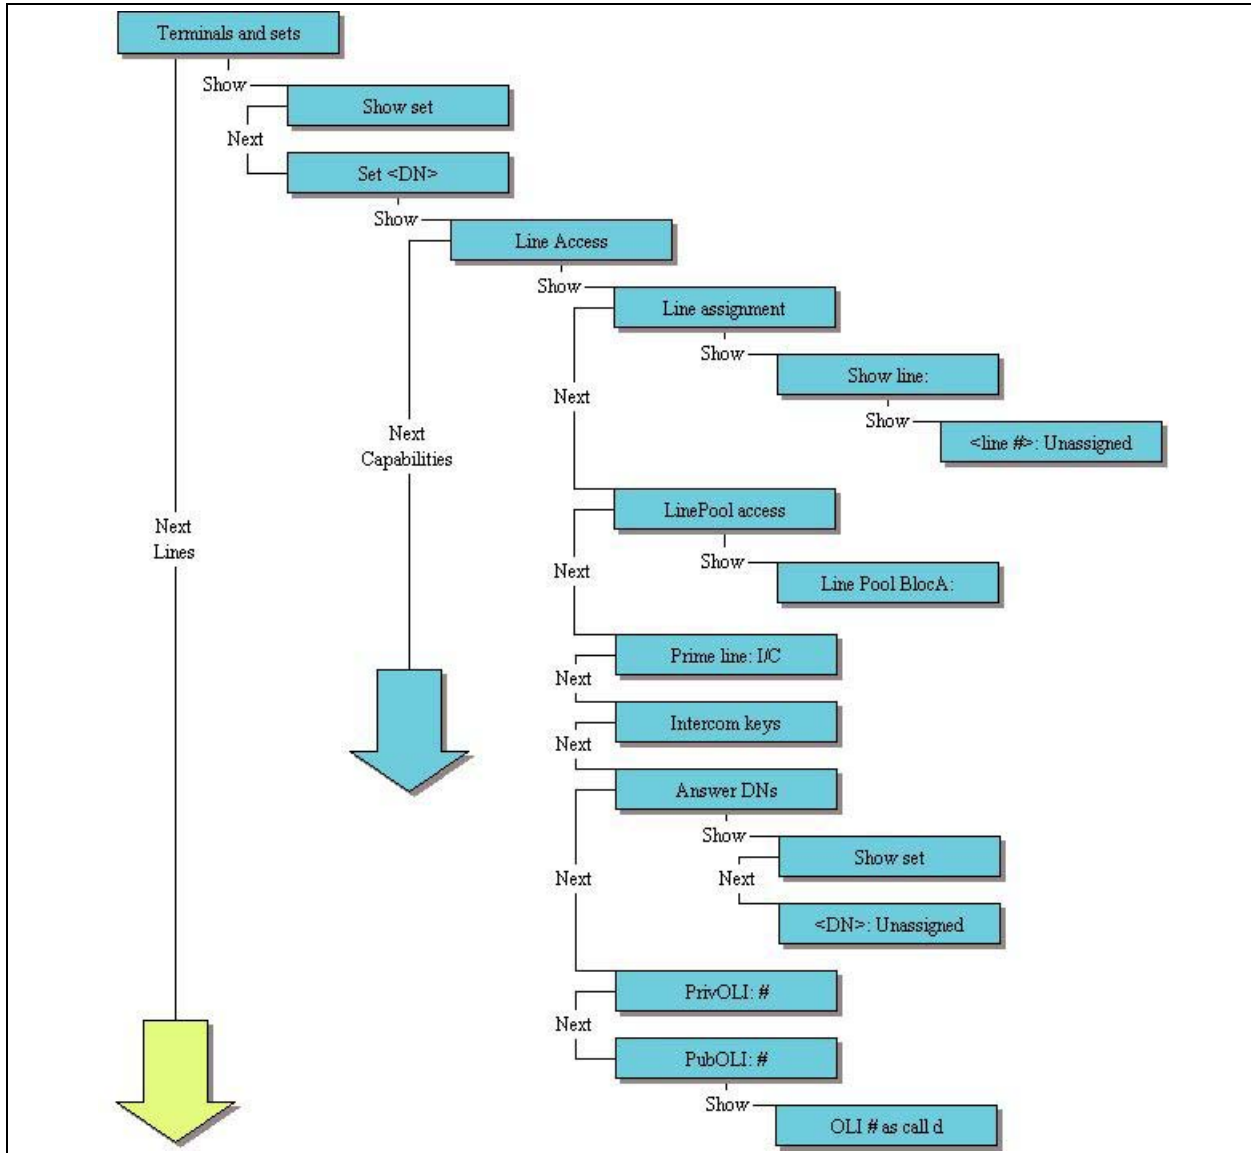 Terminals and sets
Show
Show set
Next
Set <DN>
Show
Line Access
Show
Line assignment
Show
Show line:
Next
Show
<line #>: Unassigned
Next
Capabilities
LinePool access
Next
Lines
Show
Next
Line Pool BlocA:
Prime line: I/C
Next
Intercom keys
Next
Answer DNs
Show
Show set
Next
Next
<DN>: Unassigned
PrivOLI: #
Next
PubOLI: #
Show
OLI # as call d